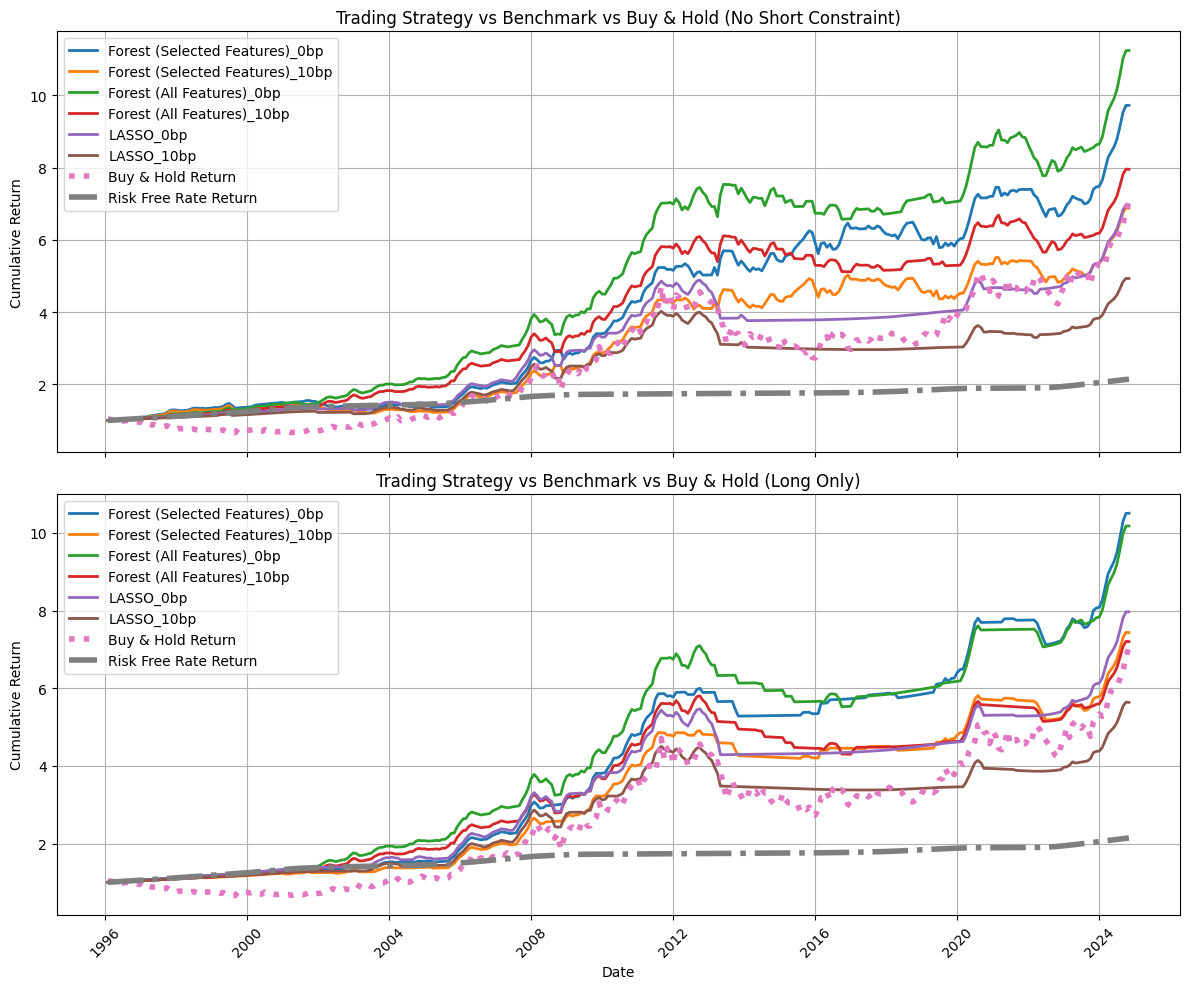 Trading Strategy vs Benchmark vs Buy & Hold (No Short Constraint)
Forest (Selected Features)_0bp
Forest (Selected Features)_10bp
Forest (All Features)_0bp
Forest (All Features)_10bp
LASSO_0bp
LASSO_10bp
Buy & Hold Return
Risk Free Rate Return
Cumulative Return
10
8
6
4
2
Trading Strategy vs Benchmark vs Buy & Hold (Long Only)
Forest (Selected Features)_0bp
Forest (Selected Features)_10bp
Forest (All Features)_0bp
Forest (All Features)_10bp
LASSO_0bp
LASSO_10bp
Buy & Hold Return
Risk Free Rate Return
Cumulative Return
10
8
6
4
2
1996 2000 2004 2008 2012 2016 2020 2024
Date